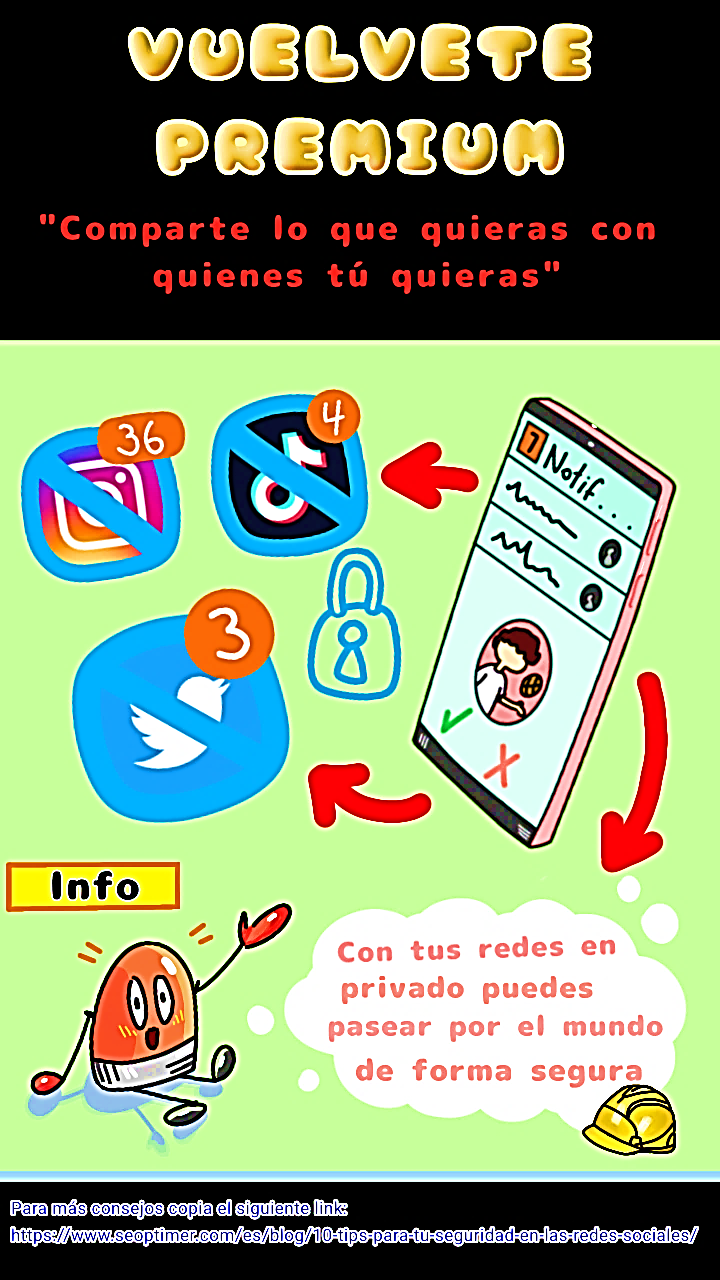 VUELVETE
PREMIUM
"Comparte lo que quieras con
quienes tú quieras"
36
4
1 Notif...
3
Info
Con tus redes en
privado puedes
pasear por el mundo
de forma segura
Para más consejos copia el siguiente link:
https://www.seoptimer.com/es/blog/10-tips-para-tu-seguridad-en-las-redes-sociales/